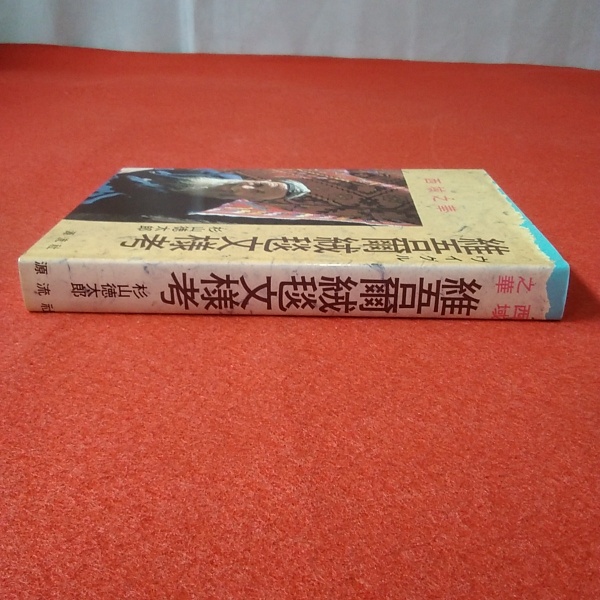 西域之華
ウイグル
維吾爾絨毯文様考
杉山徳太郎
源流社
西域
之華
維吾爾絨毯文様考
杉山徳太郎
源流社